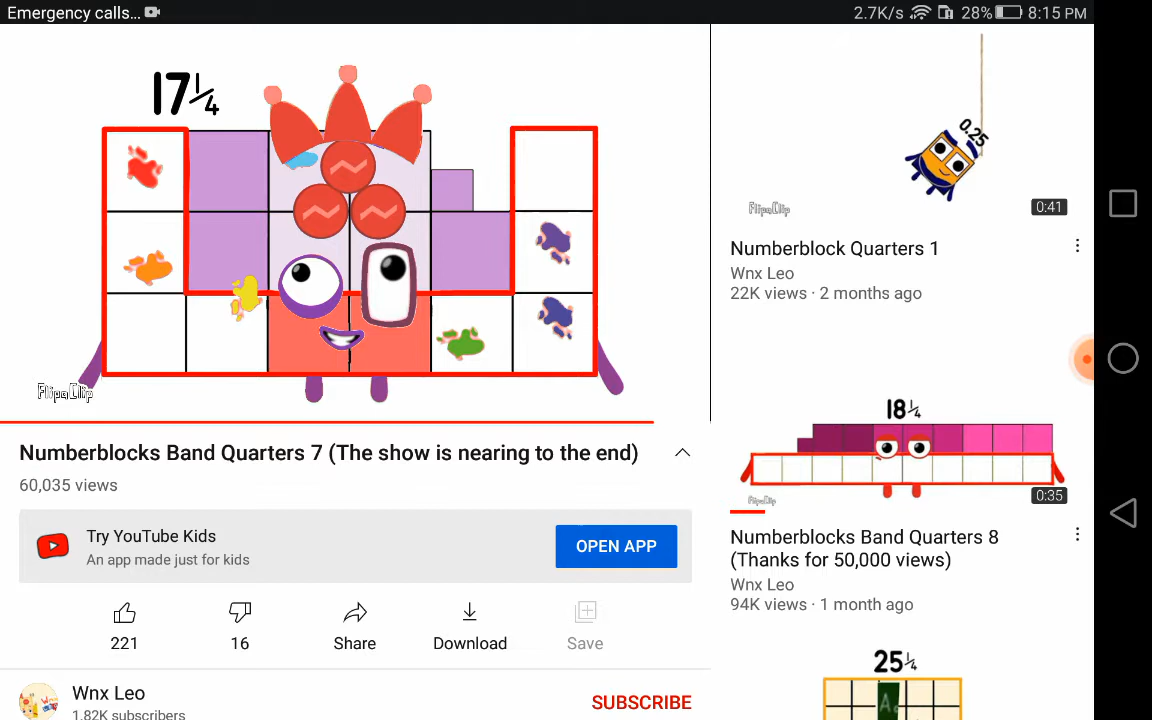 Emergency calls...
2.7K/s
28%
8:15 PM
17¼
FlipaClip
Numberblocks Band Quarters 7 (The show is nearing to the end)
60,035 views
Try YouTube Kids
An app made just for kids
OPEN APP
221
16
Share
Download
Save
Wnx Leo
1.82K subscribers
SUBSCRIBE
0.25
FlipaClip
0:41
Numberblock Quarters 1
Wnx Leo
22K views · 2 months ago
18¼
FlipaClip
0:35
Numberblocks Band Quarters 8
(Thanks for 50,000 views)
Wnx Leo
94K views · 1 month ago
25¼